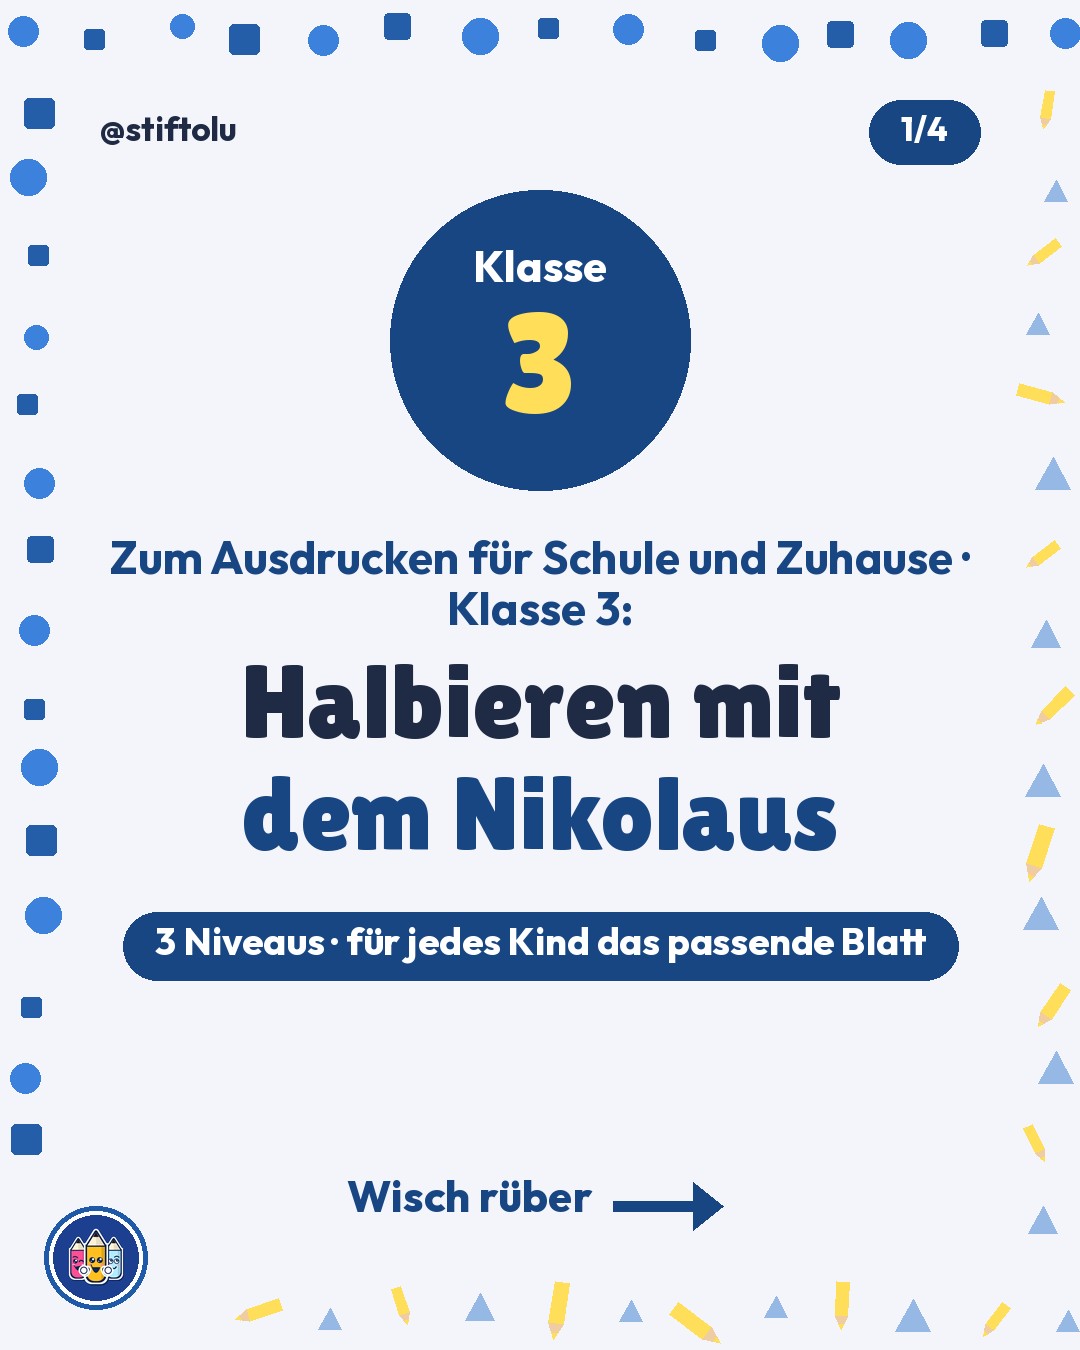 @stiftolu
1/4
Klasse
3
Zum Ausdrucken für Schule und Zuhause ·
Klasse 3:
Halbieren mit
dem Nikolaus
3 Niveaus · für jedes Kind das passende Blatt
Wisch rüber